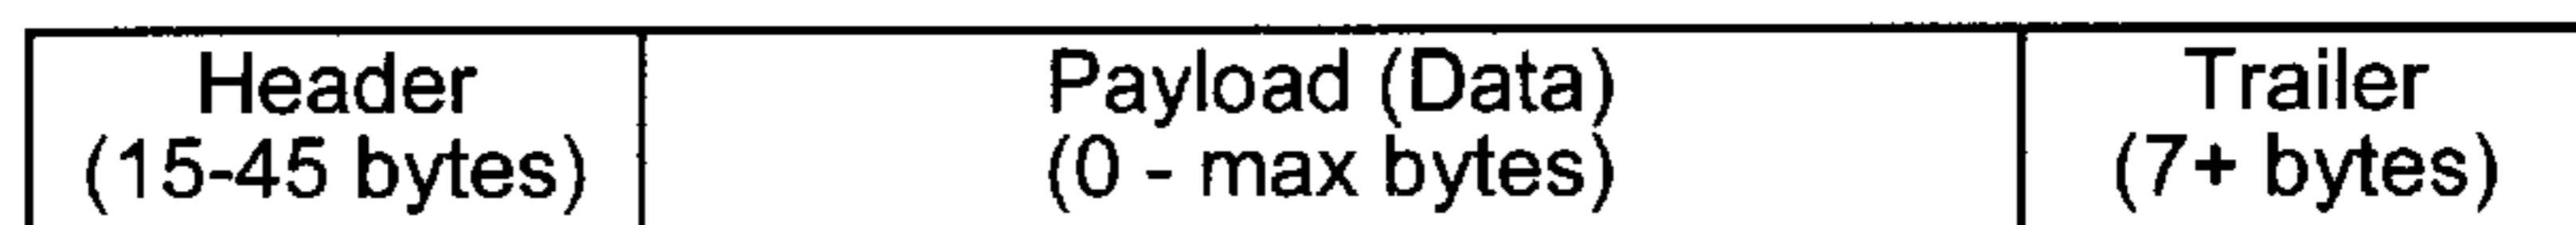 Header
(15-45 bytes)
Payload (Data)
(0 - max bytes)
Trailer
(7+ bytes)